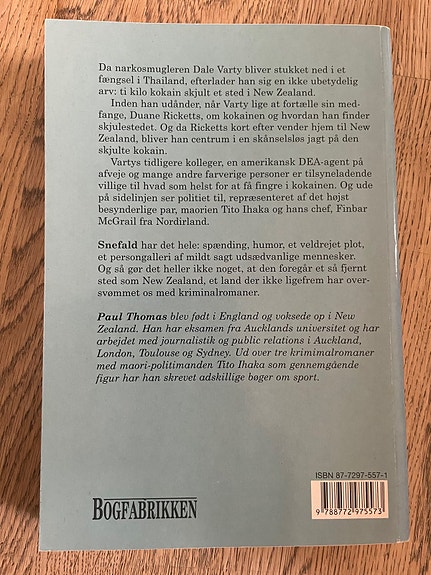 Da narkosmugleren Dale Varty bliver stukket ned i et
fængsel i Thailand, efterlader han sig en ikke ubetydelig
arv: ti kilo kokain skjult et sted i New Zealand.
Inden han udånder, når Varty lige at fortælle sin med-
fange, Duane Ricketts, om kokainen og hvordan han finder
skjulestedet. Og da Ricketts kort efter vender hjem til New
Zealand, bliver han centrum i en skånselsløs jagt på den
skjulte kokain.
Vartys tidligere kolleger, en amerikansk DEA-agent på
afveje og mange andre farverige personer er tilsyneladende
villige til hvad som helst for at få fingre i kokainen. Og ude
på sidelinjen ser politiet til, repræsenteret af det højst
besynderlige par, maorien Tito Ihaka og hans chef, Finbar
McGrail fra Nordirland.
Snefald har det hele: spænding, humor, et veldrejet plot,
et persongalleri af mildt sagt udsædvanlige mennesker.
Og så gør det heller ikke noget, at den foregår et så fjernt
sted som New Zealand, et land der ikke ligefrem har over-
svømmet os med kriminalromaner.
Paul Thomas blev født i England og voksede op i New
Zealand. Han har eksamen fra Aucklands universitet og har
arbejdet med journalistik og public relations i Auckland,
London, Toulouse og Sydney. Ud over tre krimimalromaner
med maori-politimanden Tito Ihaka som gennemgående
figur har han skrevet adskillige bøger om sport.
ISBN 87-7297-557-1
BOGFABRIKKEN
9 788772 975573